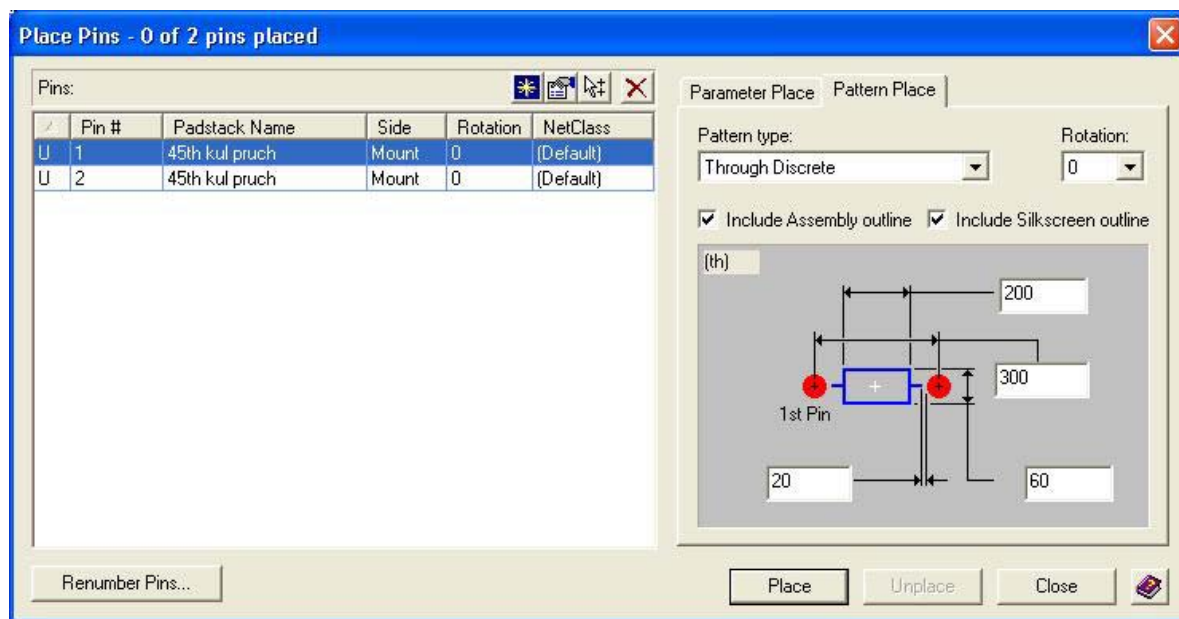 Place Pins - 0 of 2 pins placed
Pins:
Pin # Padstack Name Side Rotation NetClass
U 1 45th kul pruch Mount 0 (Default)
U 2 45th kul pruch Mount 0 (Default)
Renumber Pins...
Parameter Place Pattern Place
Pattern type: Rotation:
Through Discrete 0
Include Assembly outline Include Silkscreen outline
(th)
200
300
1st Pin
20 60
Place Unplace Close